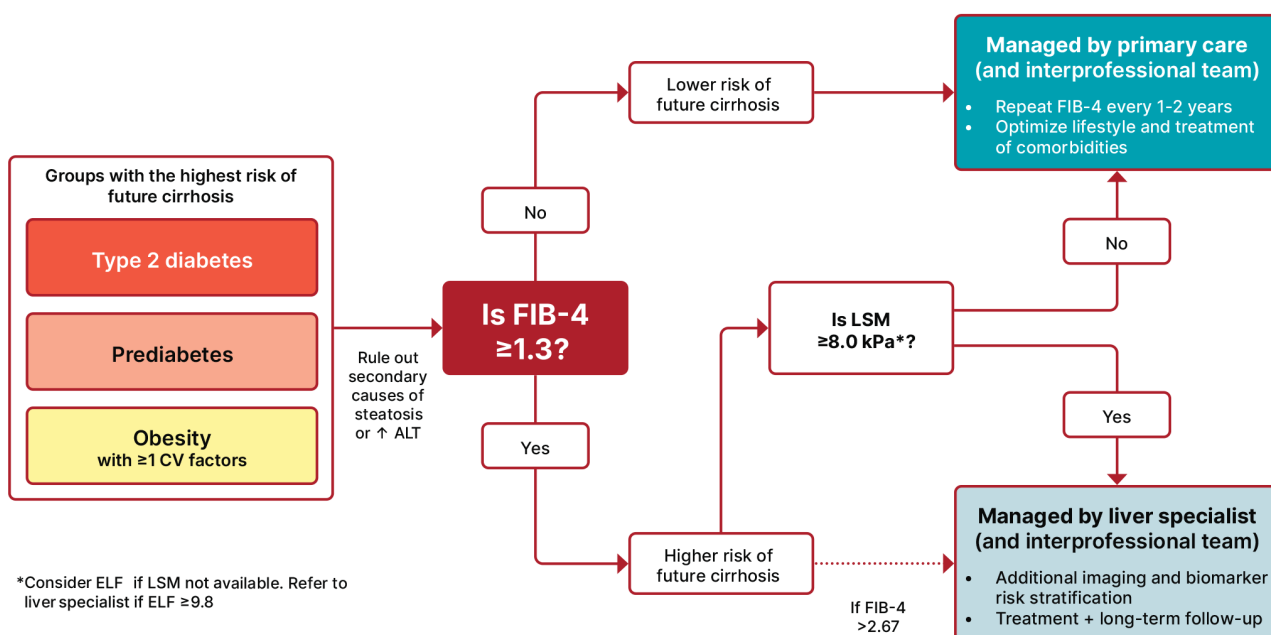 Groups with the highest risk of
future cirrhosis
Type 2 diabetes
Prediabetes
Obesity
with ≥1 CV factors
*Consider ELF if LSM not available. Refer to
liver specialist if ELF ≥9.8
Rule out
secondary
causes of
steatosis
or ↑ ALT
Is FIB-4
≥1.3?
No
Yes
Lower risk of
future cirrhosis
Higher risk of
future cirrhosis
If FIB-4
>2.67
Is LSM
≥8.0 kPa*?
No
Yes
Managed by primary care
(and interprofessional team)
• Repeat FIB-4 every 1-2 years
• Optimize lifestyle and treatment
of comorbidities
Managed by liver specialist
(and interprofessional team)
• Additional imaging and biomarker
risk stratification
• Treatment + long-term follow-up